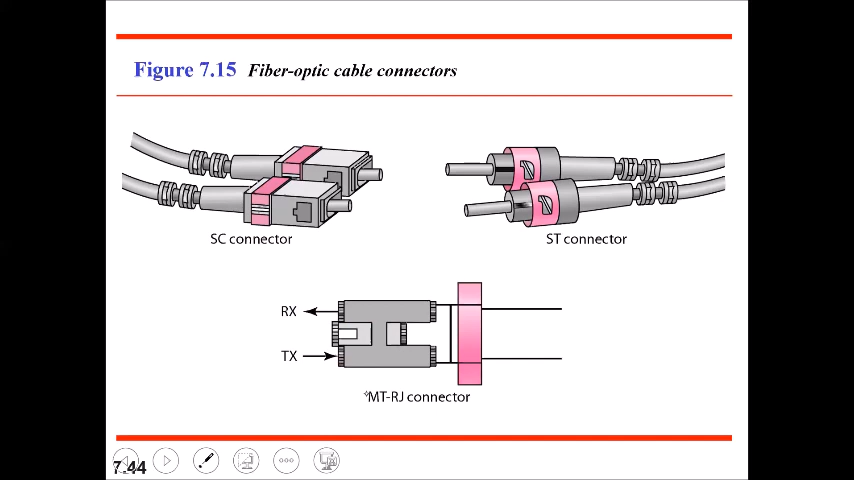 Figure 7.15 Fiber-optic cable connectors
SC connector
ST connector
RX
TX
MT-RJ connector
7.44